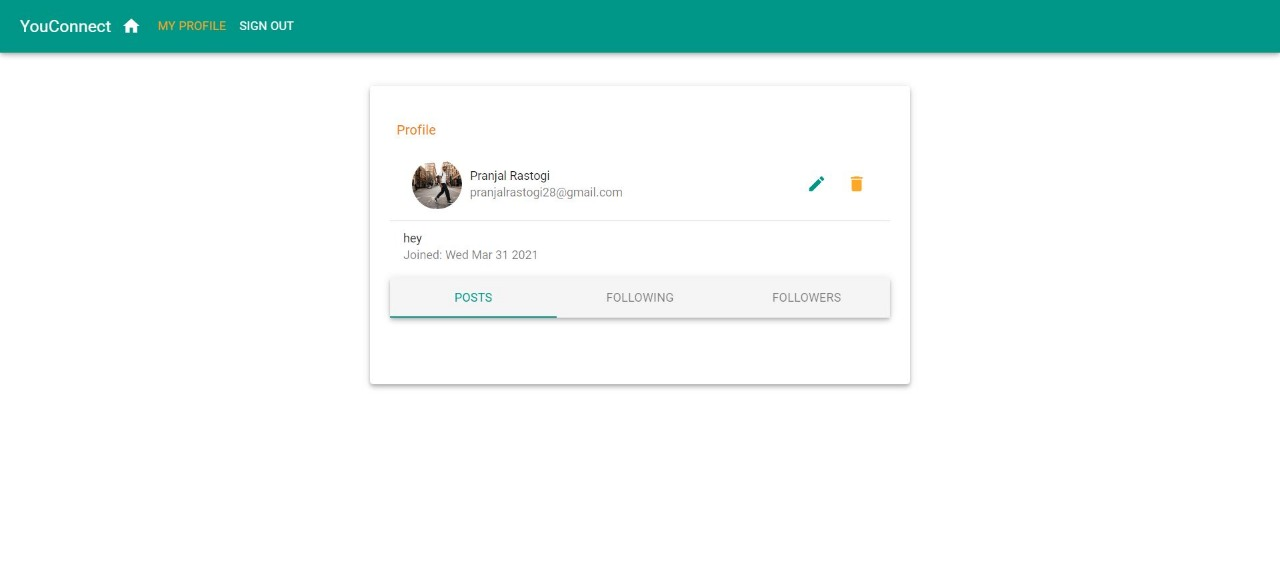 YouConnect MY PROFILE SIGN OUT
Profile
Pranjal Rastogi
pranjalrastogi28@gmail.com
hey
Joined: Wed Mar 31 2021
POSTS FOLLOWING FOLLOWERS